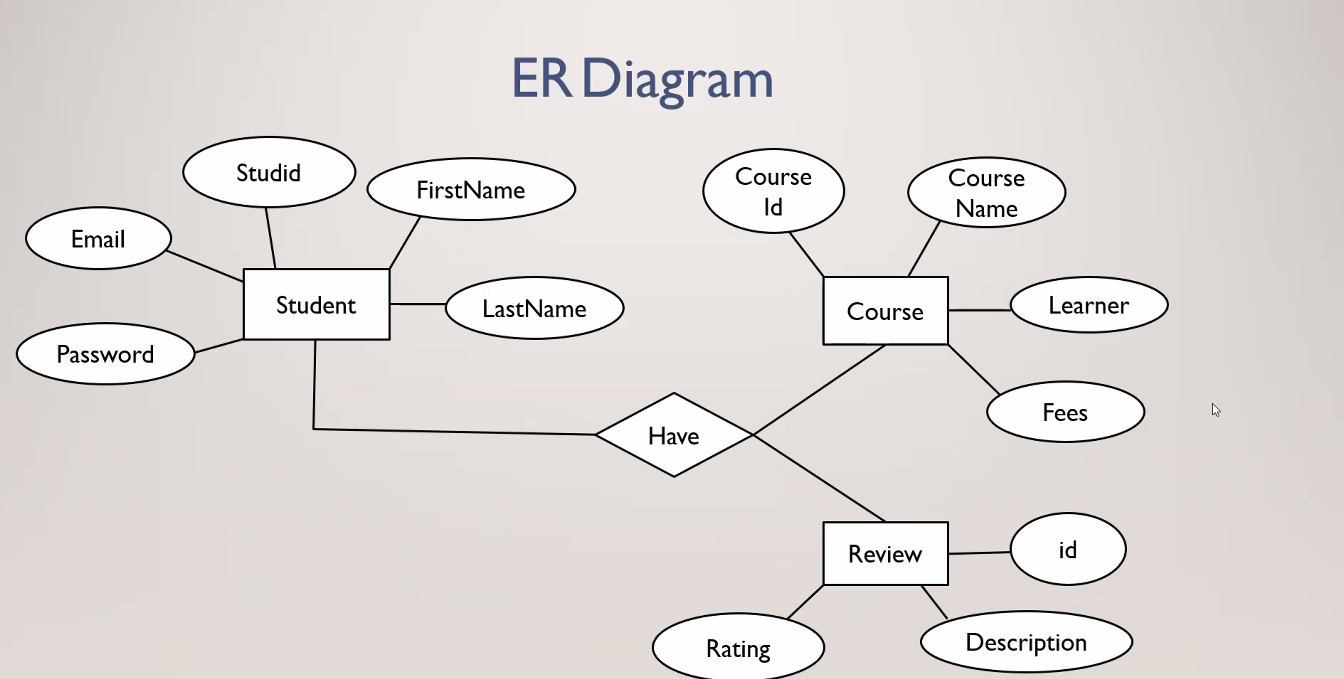 ER Diagram
Studid
FirstName
Email
Student
LastName
Password
Course
Id
Course
Name
Course
Learner
Fees
Have
Review
id
Rating
Description